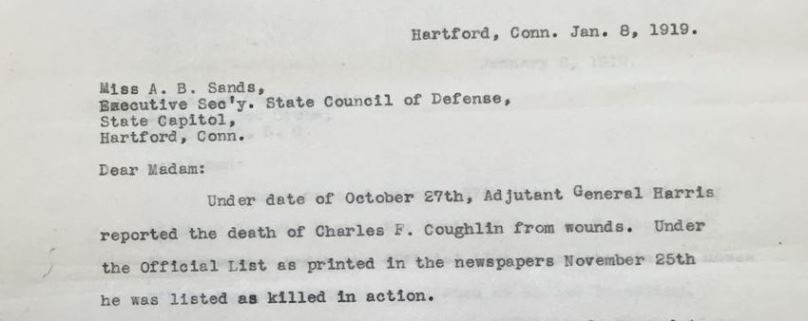 Hartford, Conn. Jan. 8, 1919.
Miss A. B. Sands,
Executive Sec'y. State Council of Defense,
State Capitol,
Hartford, Conn.
Dear Madam:
Under date of October 27th, Adjutant General Harris
reported the death of Charles F. Coughlin from wounds. Under
the Official List as printed in the newspapers November 25th
he was listed as killed in action.